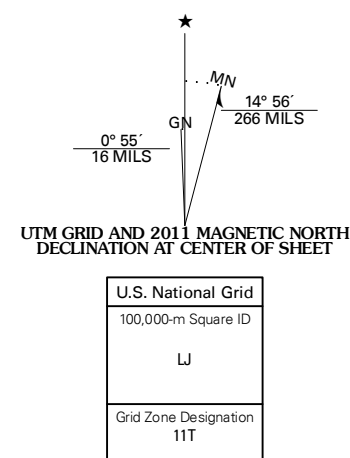 MN
GN
14° 56´
266 MILS
0° 55´
16 MILS
UTM GRID AND 2011 MAGNETIC NORTH
DECLINATION AT CENTER OF SHEET
U.S. National Grid
100,000-m Square ID
LJ
Grid Zone Designation
11T